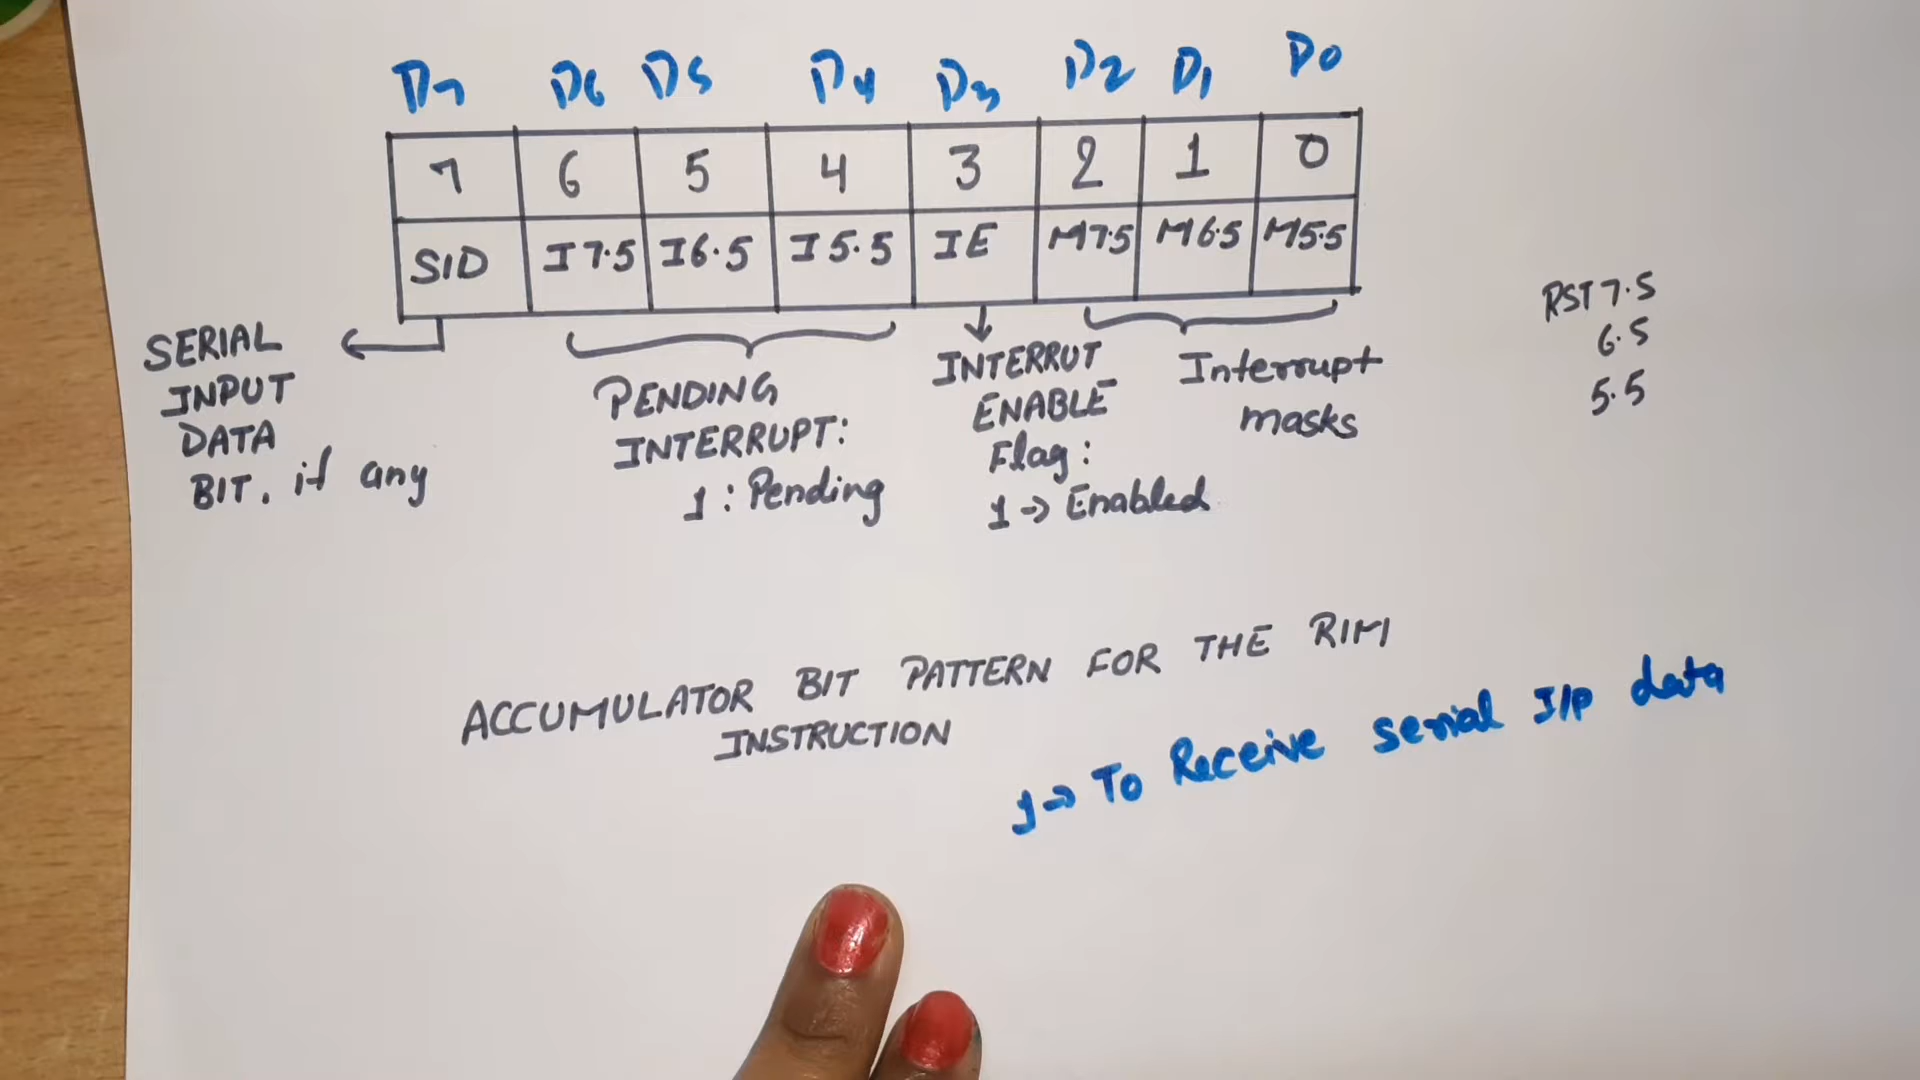 D7 D6 D5 D4 D3 D2 D1 D0
7 6 5 4 3 2 1 0
SID I7.5 I6.5 I5.5 IE M7.5 M6.5 M5.5
SERIAL
INPUT
DATA
BIT. if any
PENDING
INTERRUPT:
1 : Pending
INTERRUT
ENABLE
Flag :
1 → Enabled
Interrupt
masks
RST 7.5
6.5
5.5
ACCUMULATOR BIT PATTERN FOR THE RIM
INSTRUCTION
1 → To Receive serial I/P data